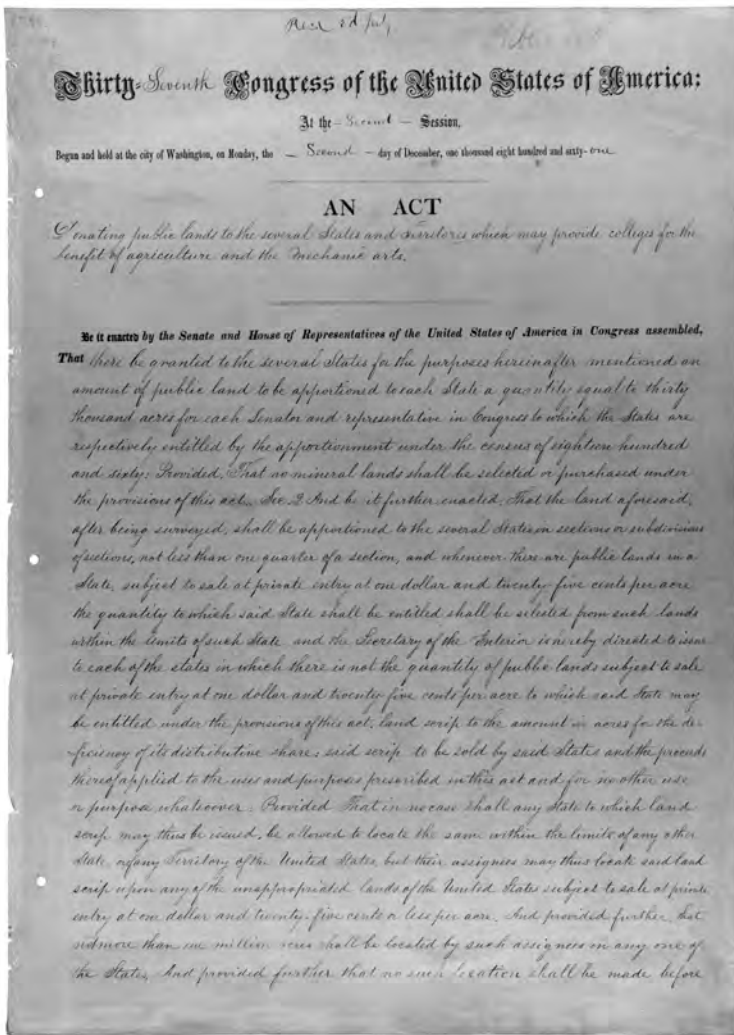 Thirty-Seventh Congress of the United States of America:
At the - Second - Session,
Begun and held at the city of Washington, on Monday, the - Second - day of December, one thousand eight hundred and sixty-one
AN ACT
Donating public lands to the several States and Territories which may provide colleges for the
benefit of agriculture and the mechanic arts.
Be it enacted by the Senate and House of Representatives of the United States of America in Congress assembled,
That there be granted to the several States for the purposes hereinafter mentioned an
amount of public land to be apportioned to each State a quantity equal to thirty
thousand acres for each Senator and representative in Congress to which the States are
respectively entitled by the apportionment under the census of eighteen hundred
and sixty: Provided, That no mineral lands shall be selected or purchased under
the provisions of this act. Sec. 2. And be it further enacted, That the land aforesaid,
after being surveyed, shall be apportioned to the several States in sections or subdivisions
of sections, not less than one quarter of a section, and whenever there are public lands in a
State, subject to sale at private entry at one dollar and twenty-five cents per acre
the quantity to which said State shall be entitled shall be selected from such lands
within the limits of such State and the Secretary of the Interior is hereby directed to issue
to each of the states in which there is not the quantity of public lands subject to sale
at private entry at one dollar and twenty-five cents per acre to which said State may
be entitled under the provisions of this act, land scrip to the amount in acres for the de-
ficiency of its distributive share; said scrip to be sold by said States and the proceeds
thereof applied to the uses and purposes prescribed in this act and for no other use
or purpose whatsoever. Provided That in no case shall any State to which land
scrip may thus be issued, be allowed to locate the same within the limits of any other
State, or of any Territory of the United States, but their assignees may thus locate said land
scrip upon any of the unappropriated lands of the United States subject to sale at private
entry at one dollar and twenty-five cents or less per acre. And provided further, That
not more than one million acres shall be located by such assignees in any one of
the States. And provided further that no such location shall be made before